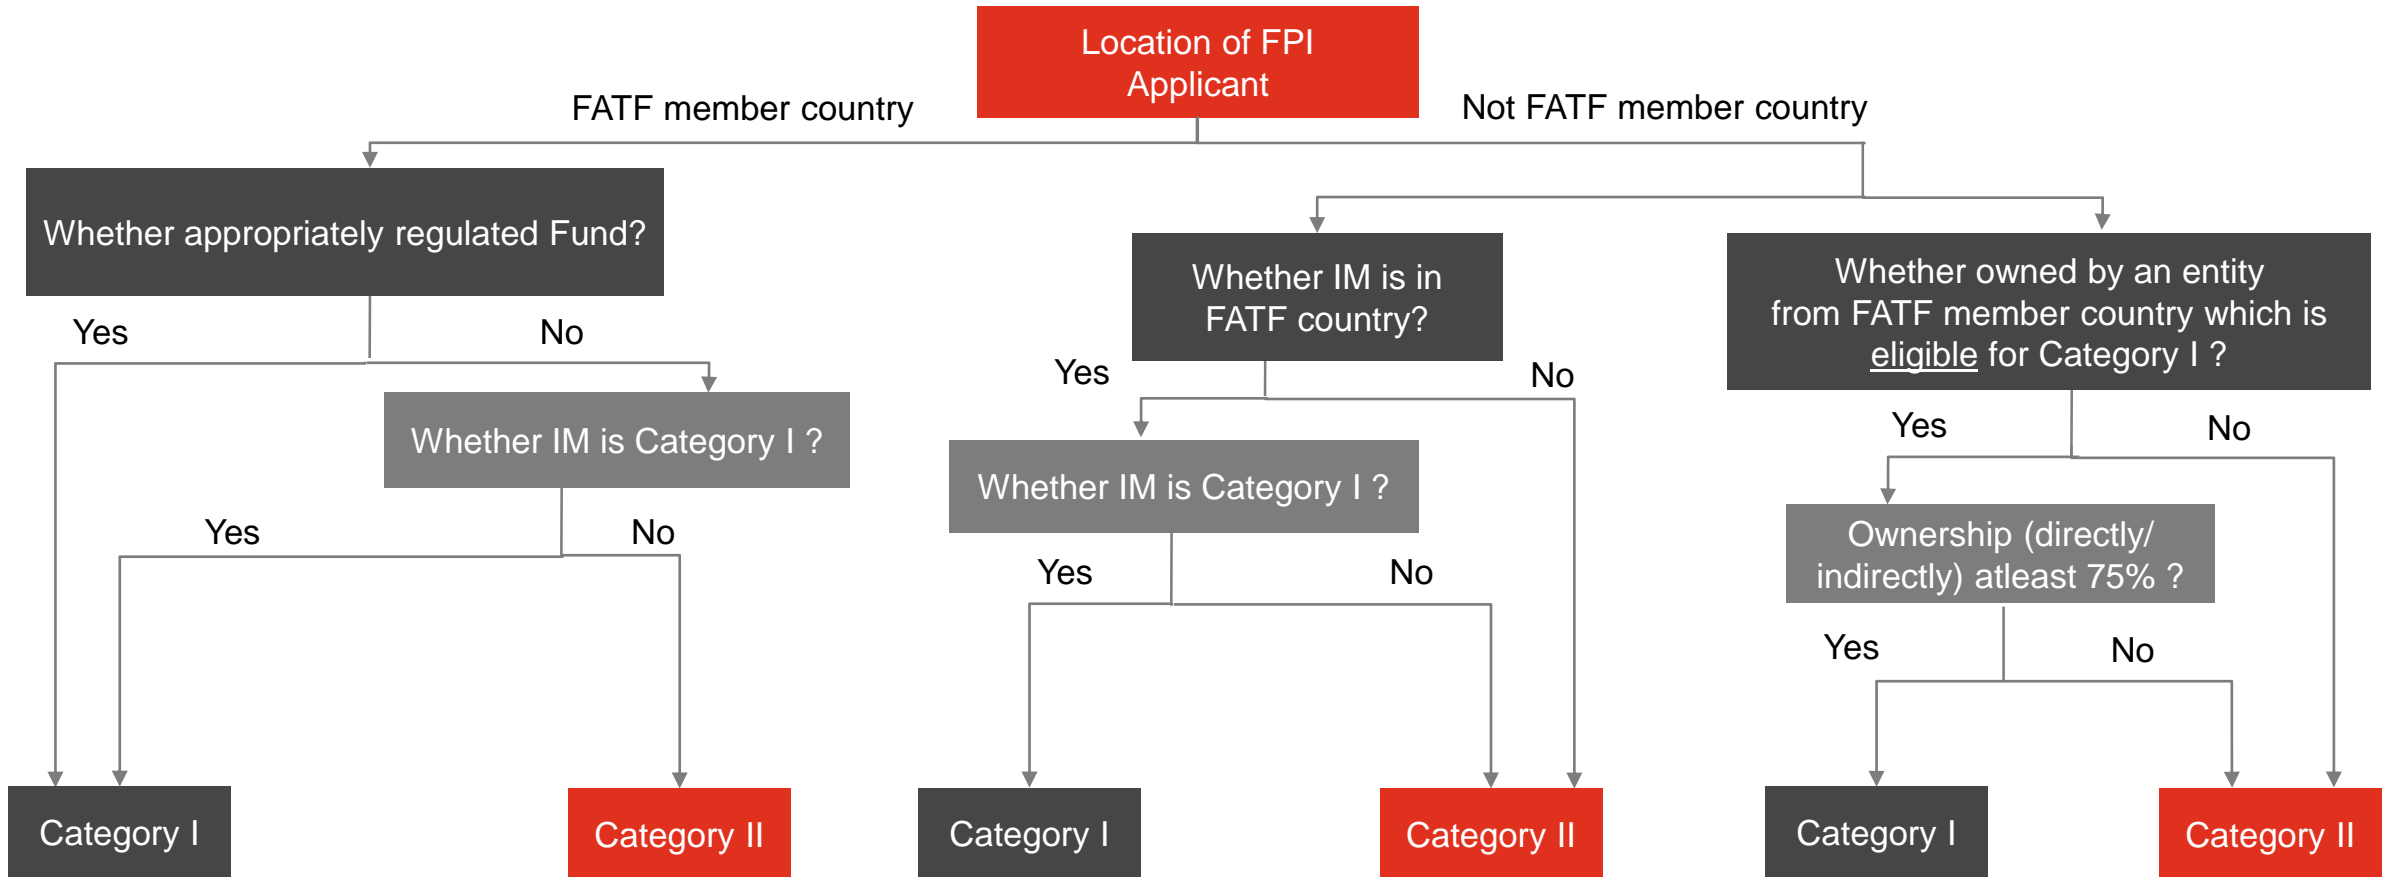 Location of FPI
Applicant
FATF member country
Not FATF member country
Whether appropriately regulated Fund?
Whether IM is in
FATF country?
Whether owned by an entity
from FATF member country which is
eligible for Category I ?
Yes
No
Yes
No
Yes
No
Whether IM is Category I ?
Whether IM is Category I ?
Ownership (directly/
indirectly) atleast 75% ?
Yes
No
Yes
No
Yes
No
Category I
Category II
Category I
Category II
Category I
Category II